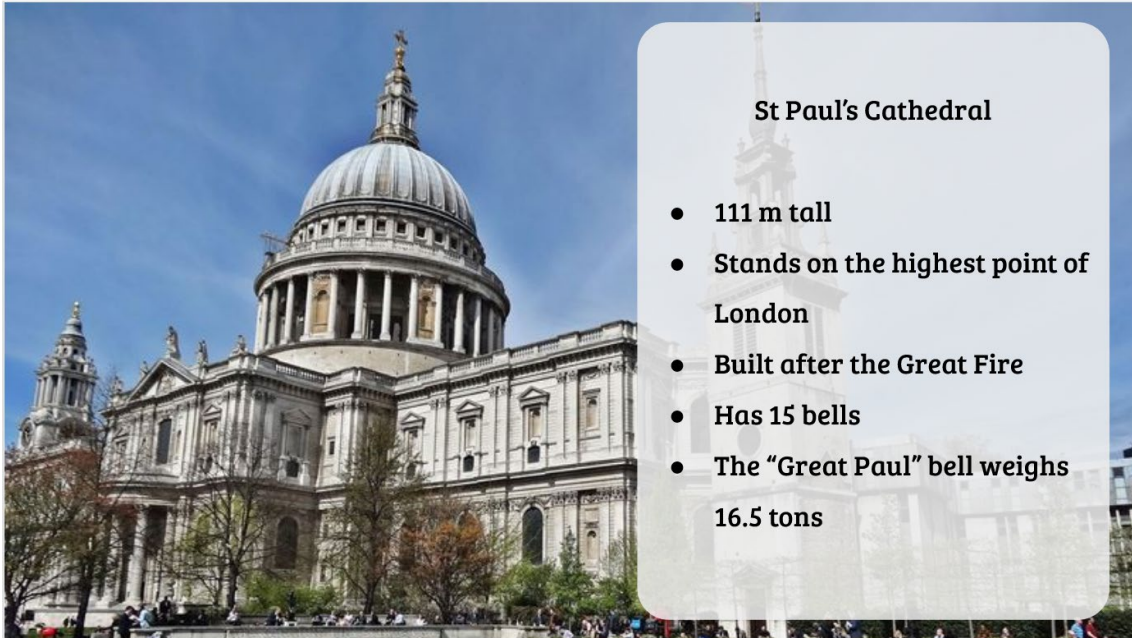 St Paul's Cathedral
● 111 m tall
● Stands on the highest point of
London
● Built after the Great Fire
● Has 15 bells
● The “Great Paul” bell weighs
16.5 tons